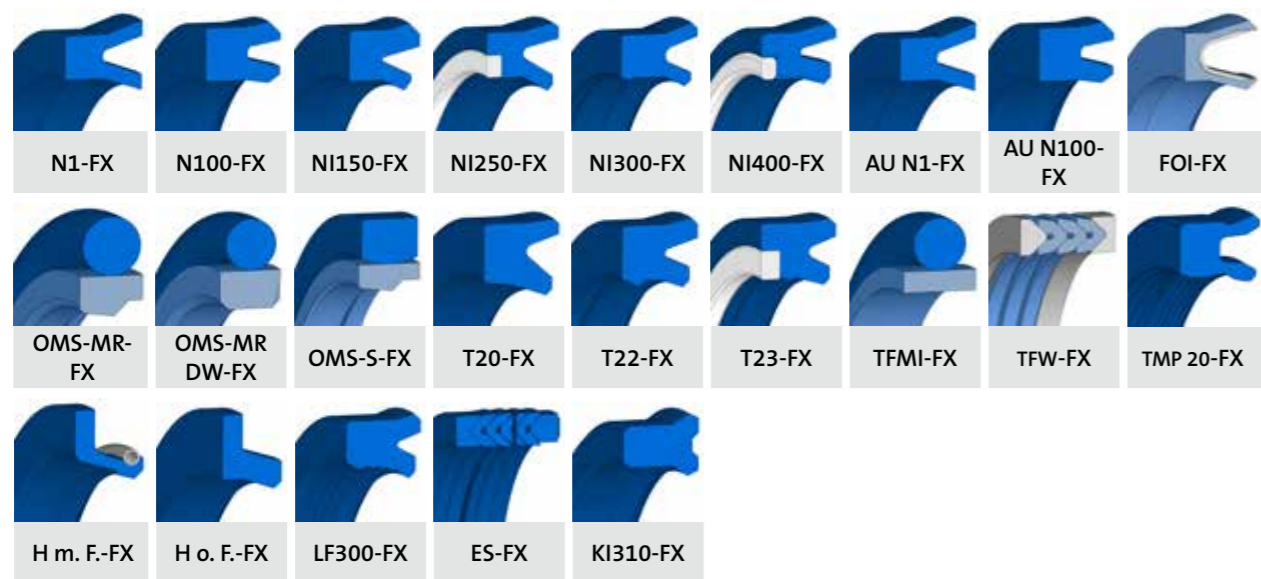 N1-FX
N100-FX
NI150-FX
NI250-FX
NI300-FX
NI400-FX
AU N1-FX
AU N100-
FX
FOI-FX
OMS-MR-
FX
OMS-MR
DW-FX
OMS-S-FX
T20-FX
T22-FX
T23-FX
TFMI-FX
TFW-FX
TMP 20-FX
H m. F.-FX
H o. F.-FX
LF300-FX
ES-FX
KI310-FX